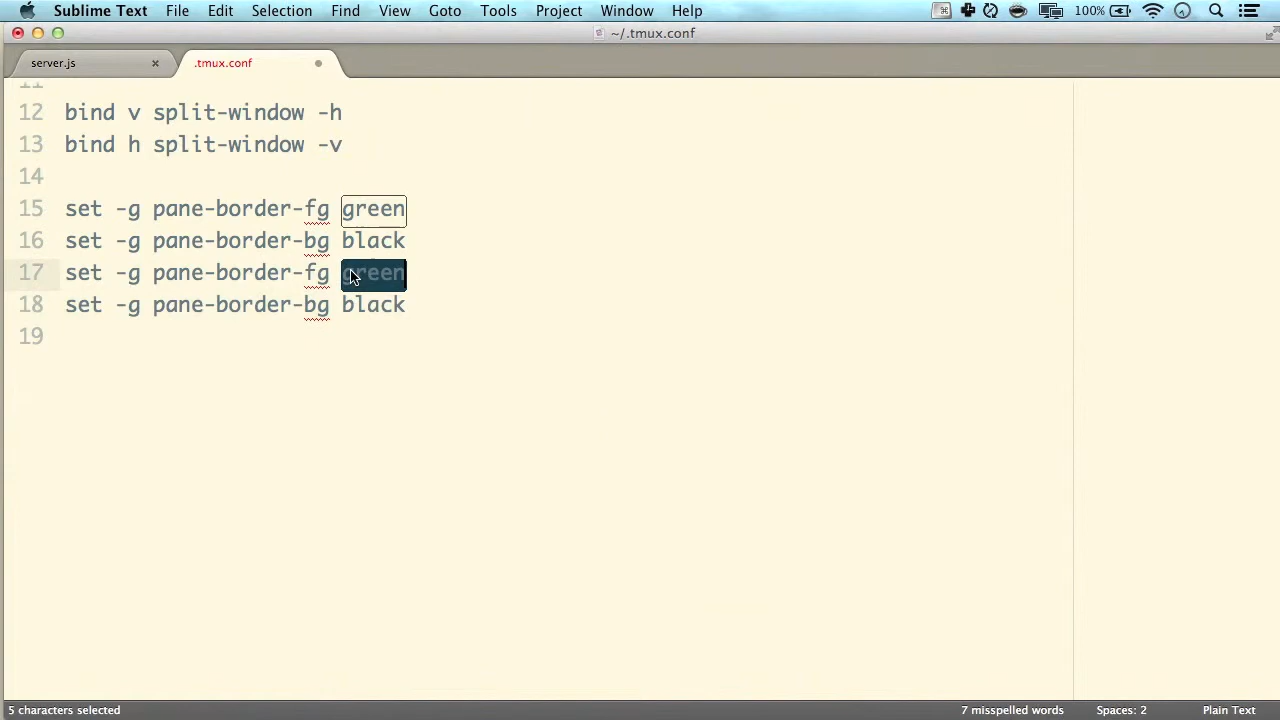 Sublime Text File Edit Selection Find View Goto Tools Project Window Help 100%
~/.tmux.conf
server.js × .tmux.conf
11
12 bind v split-window -h
13 bind h split-window -v
14
15 set -g pane-border-fg green
16 set -g pane-border-bg black
17 set -g pane-border-fg green
18 set -g pane-border-bg black
19
5 characters selected 7 misspelled words Spaces: 2 Plain Text